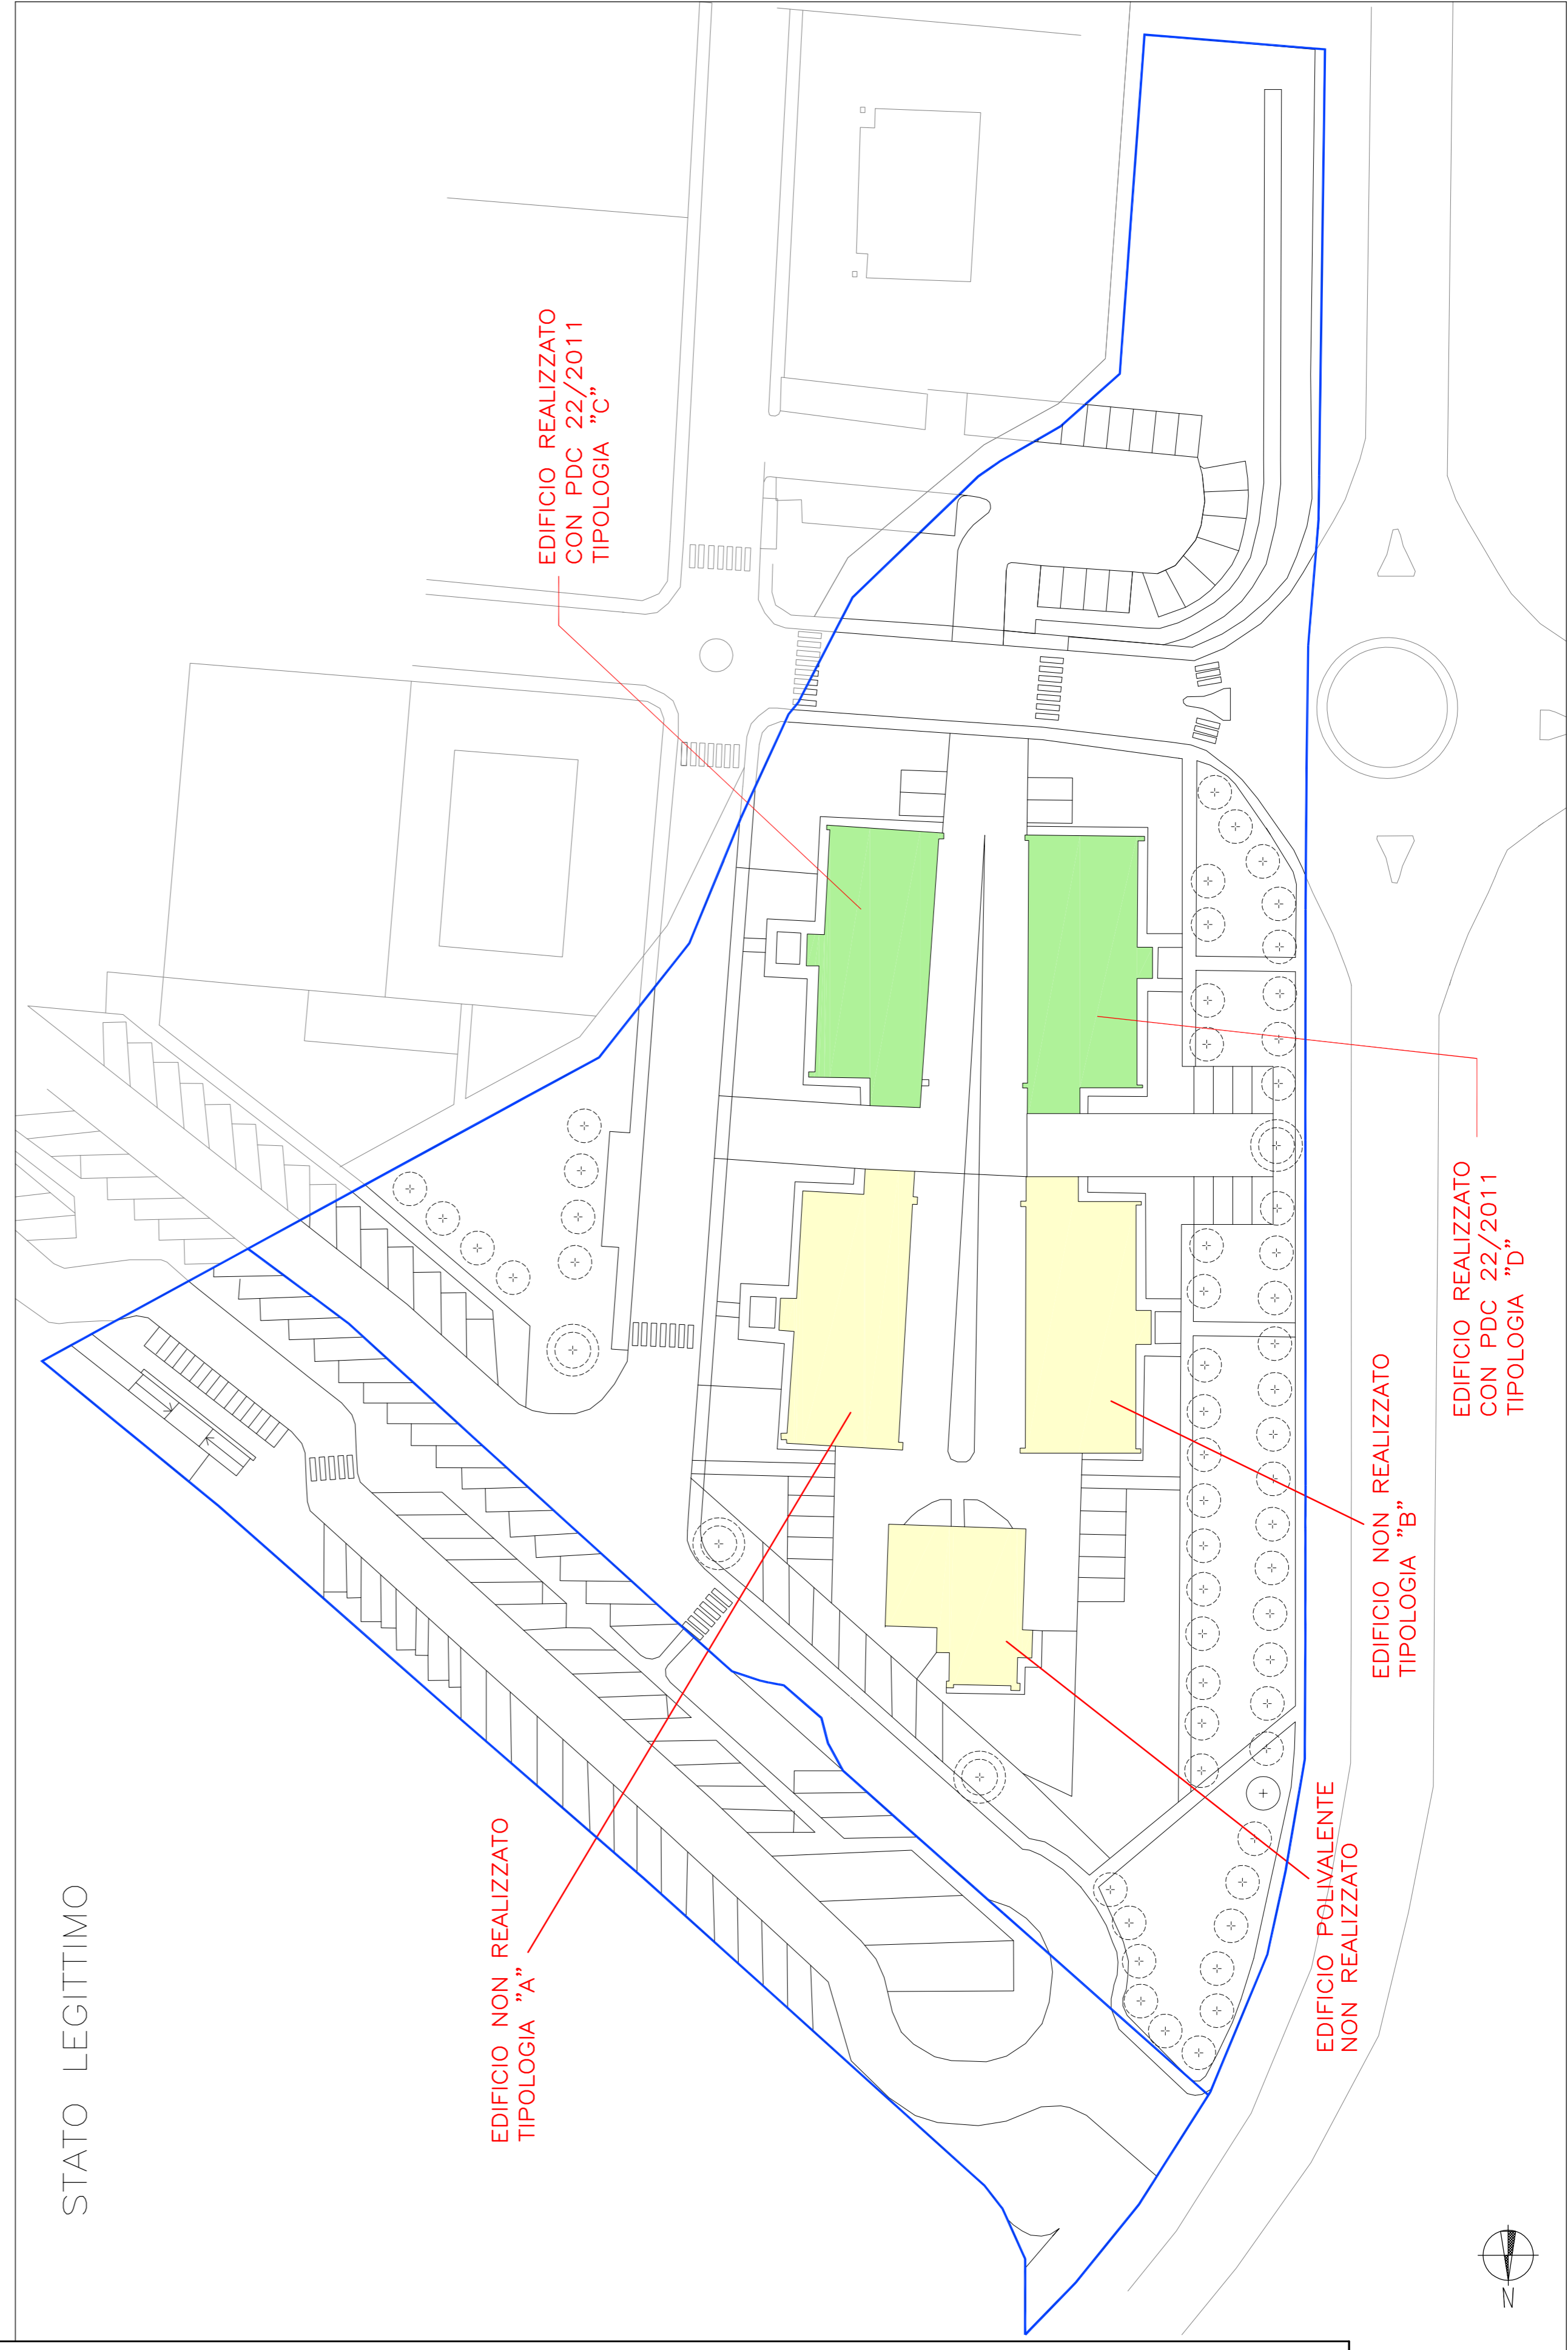 STATO LEGITTIMO
EDIFICIO NON REALIZZATO
TIPOLOGIA "A"
EDIFICIO REALIZZATO
CON PDC 22/2011
TIPOLOGIA "C"
EDIFICIO POLIVALENTE
NON REALIZZATO
EDIFICIO NON REALIZZATO
TIPOLOGIA "B"
EDIFICIO REALIZZATO
CON PDC 22/2011
TIPOLOGIA "D"
N